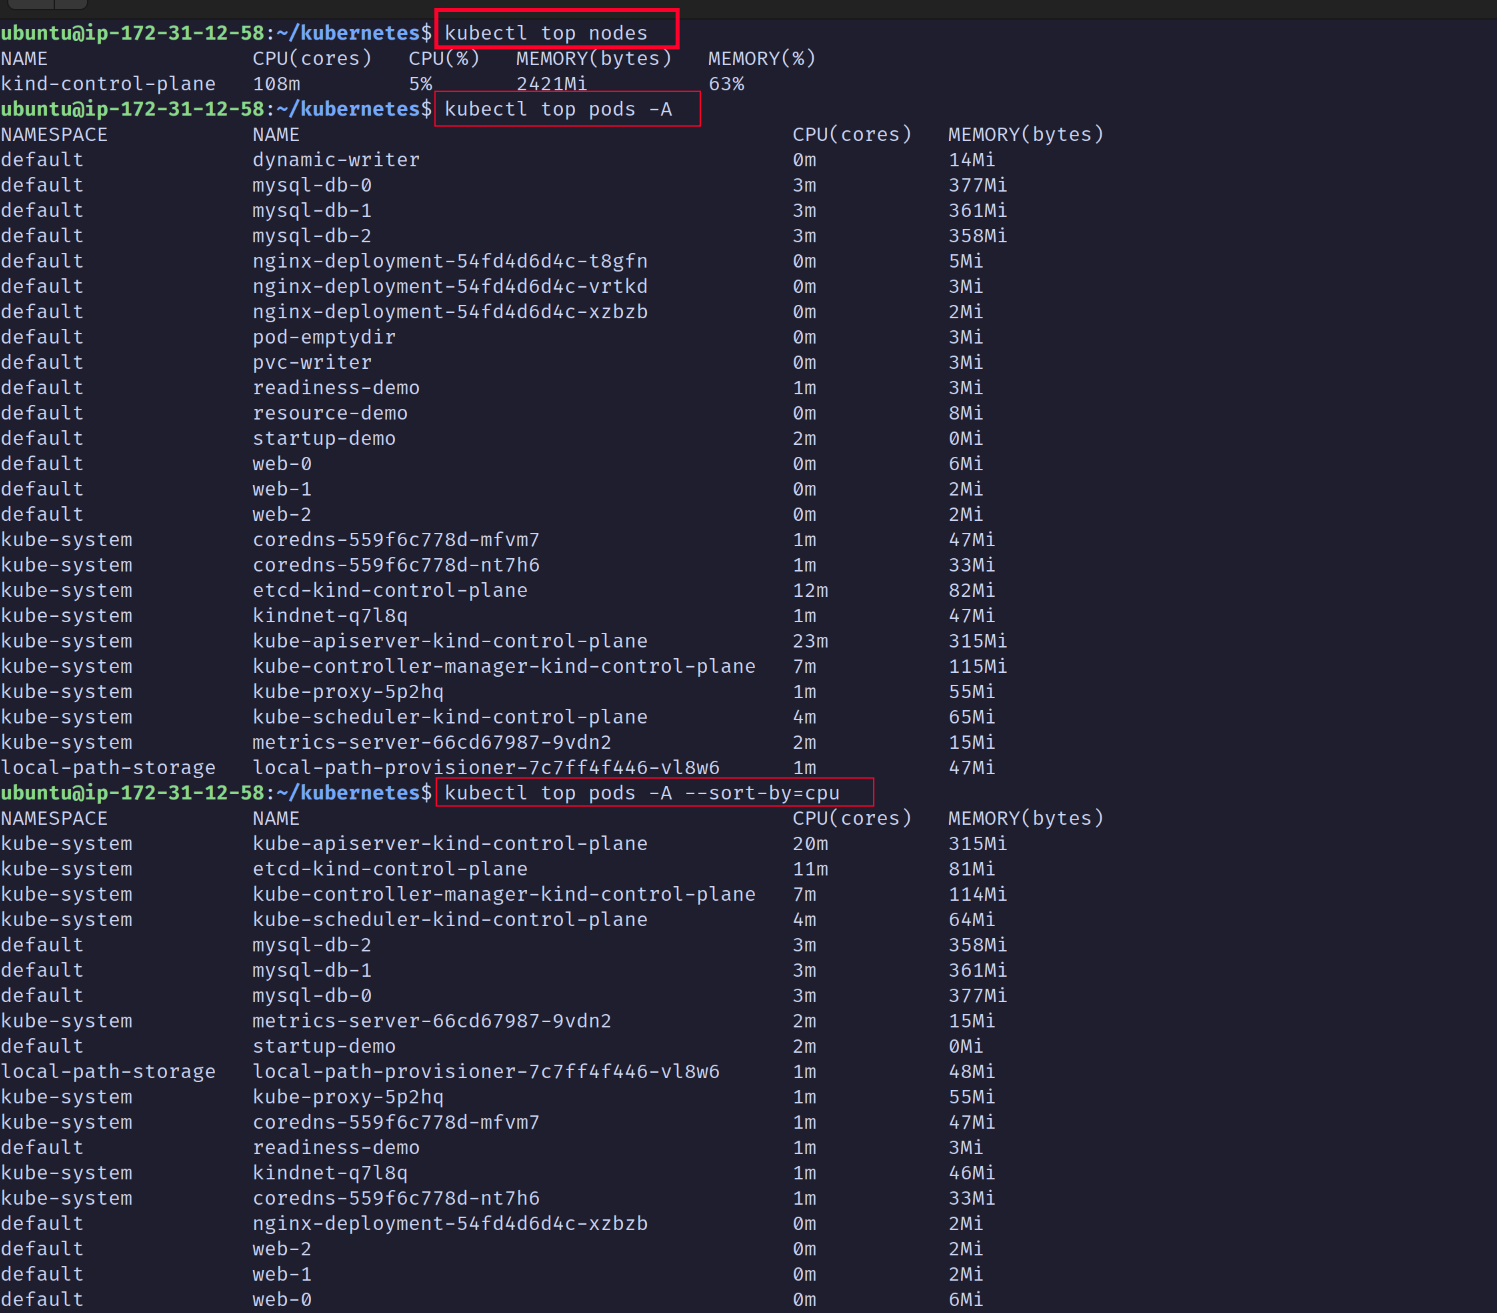 ubuntu@ip-172-31-12-58:~/kubernetes$ kubectl top nodes
NAME                 CPU(cores)   CPU(%)   MEMORY(bytes)   MEMORY(%)
kind-control-plane   108m         5%       2421Mi          63%
ubuntu@ip-172-31-12-58:~/kubernetes$ kubectl top pods -A
NAMESPACE            NAME                                         CPU(cores)   MEMORY(bytes)
default              dynamic-writer                               0m           14Mi
default              mysql-db-0                                   3m           377Mi
default              mysql-db-1                                   3m           361Mi
default              mysql-db-2                                   3m           358Mi
default              nginx-deployment-54fd4d6d4c-t8gfn            0m           5Mi
default              nginx-deployment-54fd4d6d4c-vrtkd            0m           3Mi
default              nginx-deployment-54fd4d6d4c-xzbzb            0m           2Mi
default              pod-emptydir                                 0m           3Mi
default              pvc-writer                                   0m           3Mi
default              readiness-demo                               1m           3Mi
default              resource-demo                                0m           8Mi
default              startup-demo                                 2m           0Mi
default              web-0                                        0m           6Mi
default              web-1                                        0m           2Mi
default              web-2                                        0m           2Mi
kube-system          coredns-559f6c778d-mfvm7                     1m           47Mi
kube-system          coredns-559f6c778d-nt7h6                     1m           33Mi
kube-system          etcd-kind-control-plane                      12m          82Mi
kube-system          kindnet-q7l8q                                1m           47Mi
kube-system          kube-apiserver-kind-control-plane            23m          315Mi
kube-system          kube-controller-manager-kind-control-plane   7m           115Mi
kube-system          kube-proxy-5p2hq                             1m           55Mi
kube-system          kube-scheduler-kind-control-plane            4m           65Mi
kube-system          metrics-server-66cd67987-9vdn2               2m           15Mi
local-path-storage   local-path-provisioner-7c7ff4f446-vl8w6      1m           47Mi
ubuntu@ip-172-31-12-58:~/kubernetes$ kubectl top pods -A --sort-by=cpu
NAMESPACE            NAME                                         CPU(cores)   MEMORY(bytes)
kube-system          kube-apiserver-kind-control-plane            20m          315Mi
kube-system          etcd-kind-control-plane                      11m          81Mi
kube-system          kube-controller-manager-kind-control-plane   7m           114Mi
kube-system          kube-scheduler-kind-control-plane            4m           64Mi
default              mysql-db-2                                   3m           358Mi
default              mysql-db-1                                   3m           361Mi
default              mysql-db-0                                   3m           377Mi
kube-system          metrics-server-66cd67987-9vdn2               2m           15Mi
default              startup-demo                                 2m           0Mi
local-path-storage   local-path-provisioner-7c7ff4f446-vl8w6      1m           48Mi
kube-system          kube-proxy-5p2hq                             1m           55Mi
kube-system          coredns-559f6c778d-mfvm7                     1m           47Mi
default              readiness-demo                               1m           3Mi
kube-system          kindnet-q7l8q                                1m           46Mi
kube-system          coredns-559f6c778d-nt7h6                     1m           33Mi
default              nginx-deployment-54fd4d6d4c-xzbzb            0m           2Mi
default              web-2                                        0m           2Mi
default              web-1                                        0m           2Mi
default              web-0                                        0m           6Mi